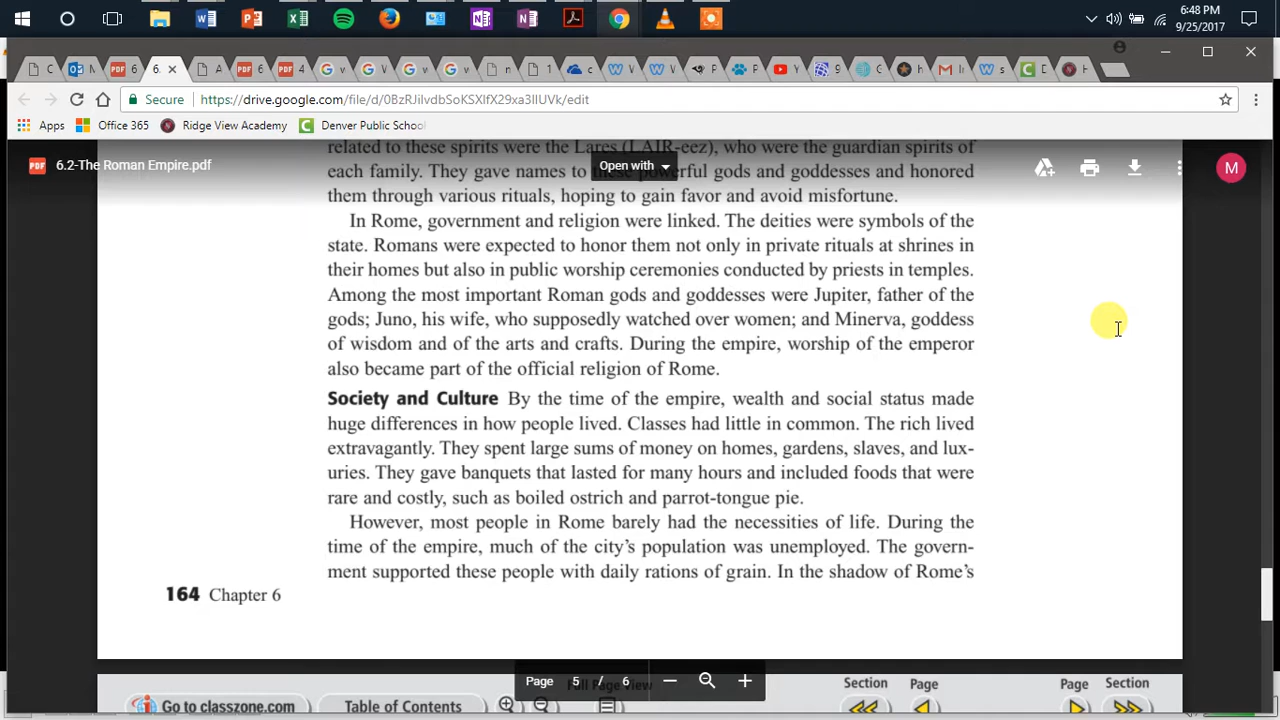 6:48 PM
9/25/2017
Secure https://drive.google.com/file/d/0BzRJilvdbSoKSXlfX29xa3lIUVk/edit
Apps Office 365 Ridge View Academy Denver Public School
related to these spirits were the Lares (LAIR-eez), who were the guardian spirits of
6.2-The Roman Empire.pdf
Open with
M
each family. They gave names to these powerful gods and goddesses and honored
them through various rituals, hoping to gain favor and avoid misfortune.
In Rome, government and religion were linked. The deities were symbols of the
state. Romans were expected to honor them not only in private rituals at shrines in
their homes but also in public worship ceremonies conducted by priests in temples.
Among the most important Roman gods and goddesses were Jupiter, father of the
gods; Juno, his wife, who supposedly watched over women; and Minerva, goddess
of wisdom and of the arts and crafts. During the empire, worship of the emperor
also became part of the official religion of Rome.
Society and Culture By the time of the empire, wealth and social status made
huge differences in how people lived. Classes had little in common. The rich lived
extravagantly. They spent large sums of money on homes, gardens, slaves, and lux-
uries. They gave banquets that lasted for many hours and included foods that were
rare and costly, such as boiled ostrich and parrot-tongue pie.
However, most people in Rome barely had the necessities of life. During the
time of the empire, much of the city's population was unemployed. The govern-
ment supported these people with daily rations of grain. In the shadow of Rome's
164 Chapter 6
Page 5 / 6
Full Page View
Go to classzone.com Table of Contents
Section Page Page Section